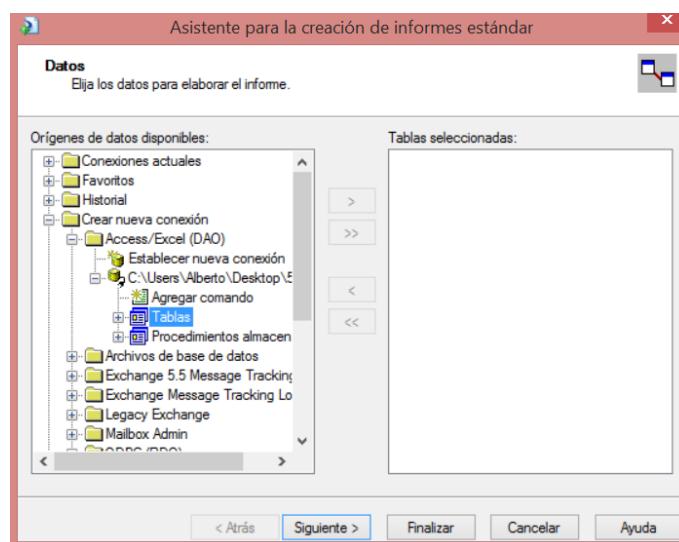 Asistente para la creación de informes estándar
Datos
Elija los datos para elaborar el informe.
Orígenes de datos disponibles:
Tablas seleccionadas:
Conexiones actuales
Favoritos
Historial
Crear nueva conexión
Access/Excel (DAO)
Establecer nueva conexión
C:\Users\Alberto\Desktop\5
Agregar comando
Tablas
Procedimientos almacen
Archivos de base de datos
Exchange 5.5 Message Tracking
Exchange Message Tracking Lo
Legacy Exchange
Mailbox Admin
>
>>
<
<<
< Atrás
Siguiente >
Finalizar
Cancelar
Ayuda